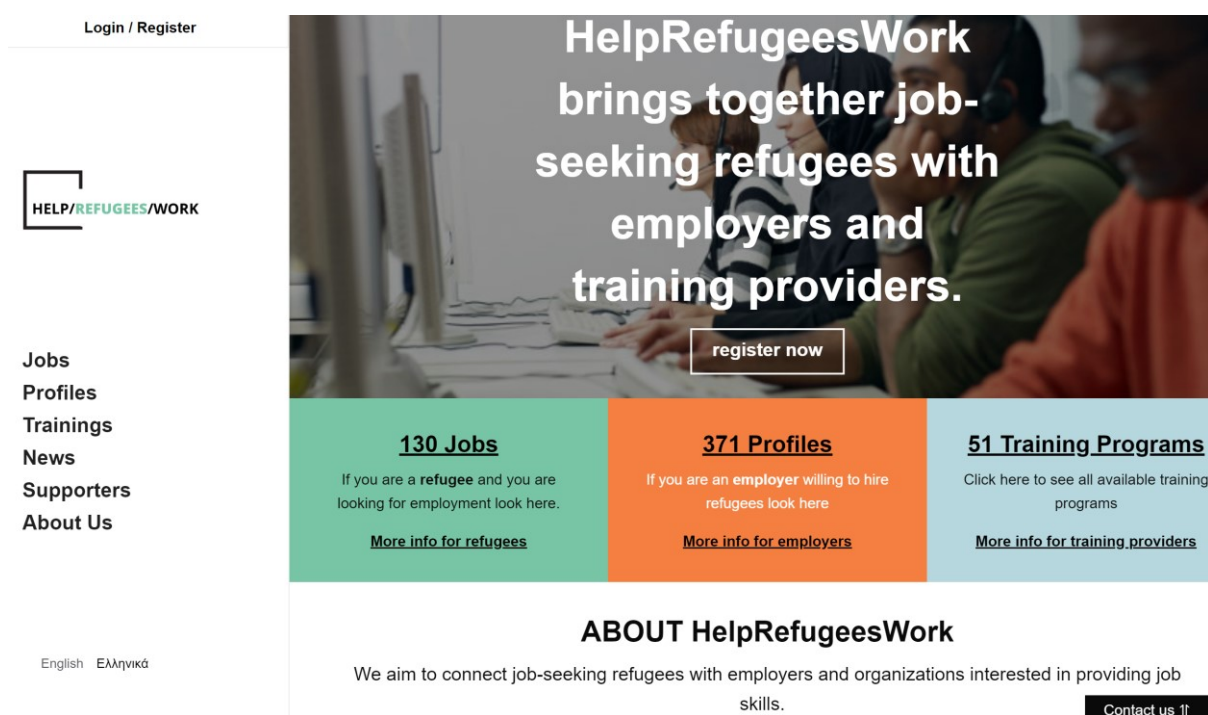 Login / Register
HELP/REFUGEES/WORK
Jobs
Profiles
Trainings
News
Supporters
About Us
English Ελληνικά
HelpRefugeesWork
brings together job-
seeking refugees with
employers and
training providers.
register now
130 Jobs
If you are a refugee and you are
looking for employment look here.
More info for refugees
371 Profiles
If you are an employer willing to hire
refugees look here
More info for employers
51 Training Programs
Click here to see all available training
programs
More info for training providers
ABOUT HelpRefugeesWork
We aim to connect job-seeking refugees with employers and organizations interested in providing job
skills.
Contact us